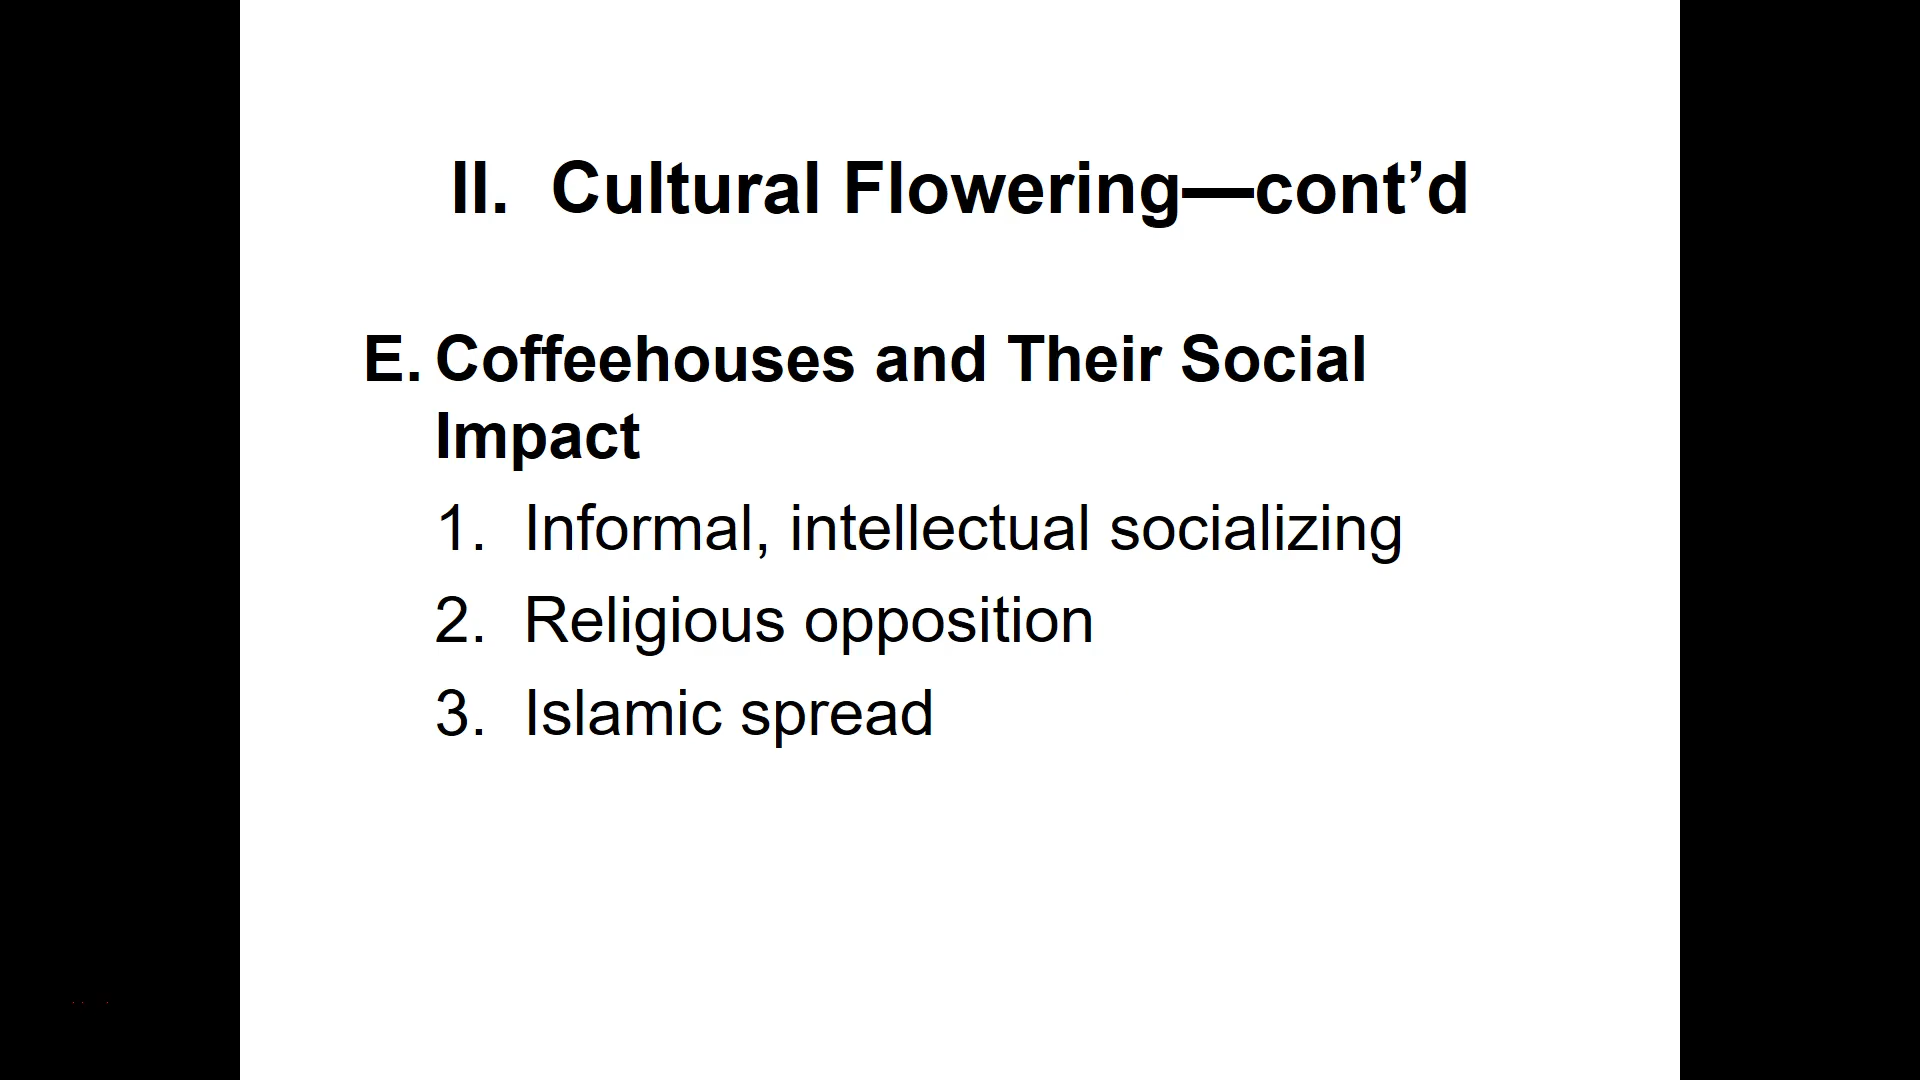 II. Cultural Flowering—cont’d
E. Coffeehouses and Their Social
Impact
1. Informal, intellectual socializing
2. Religious opposition
3. Islamic spread